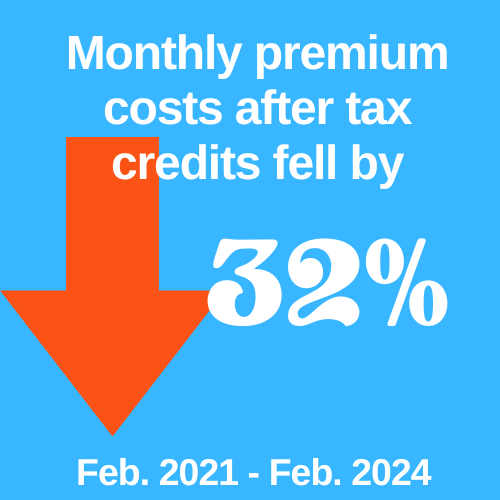 Monthly premium
costs after tax
credits fell by
32%
Feb. 2021 - Feb. 2024